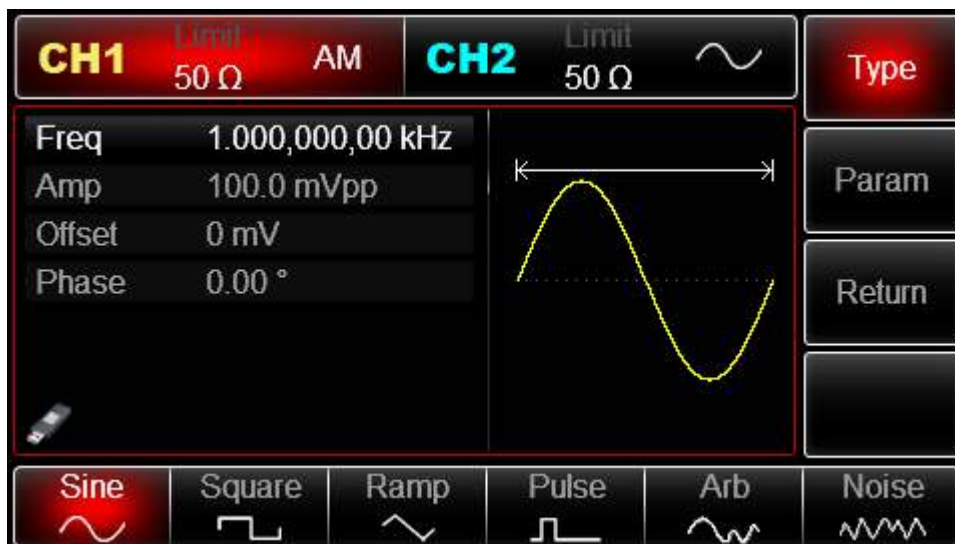 CH1 Limit 50 Ω AM CH2 Limit 50 Ω
Type
Freq 1.000,000,00 kHz
Amp 100.0 mVpp
Offset 0 mV
Phase 0.00 °
Param
Return
Sine Square Ramp Pulse Arb Noise